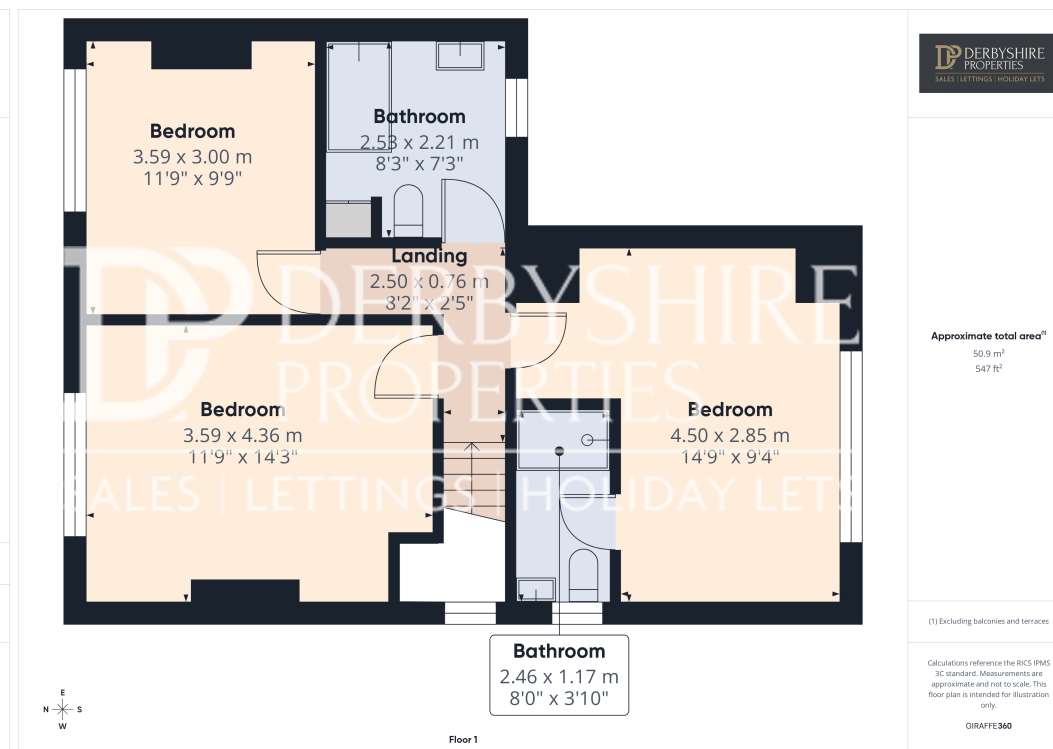 Bedroom
3.59 x 3.00 m
11'9" x 9'9"
Bathroom
2.53 x 2.21 m
8'3" x 7'3"
Landing
2.50 x 0.76 m
8'2" x 2'5"
Bedroom
3.59 x 4.36 m
11'9" x 14'3"
Bedroom
4.50 x 2.85 m
14'9" x 9'4"
Bathroom
2.46 x 1.17 m
8'0" x 3'10"
DERBYSHIRE
PROPERTIES
SALES | LETTINGS | HOLIDAY LETS
E
N S
W
Floor 1
DERBYSHIRE
PROPERTIES
SALES | LETTINGS | HOLIDAY LETS
Approximate total area⁽¹⁾
50.9 m²
547 ft²
(1) Excluding balconies and terraces
Calculations reference the RICS IPMS
3C standard. Measurements are
approximate and not to scale. This
floor plan is intended for illustration
only.
GIRAFFE360